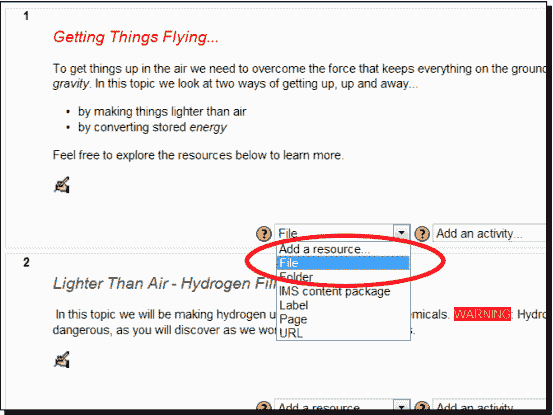 1
Getting Things Flying...
To get things up in the air we need to overcome the force that keeps everything on the ground
gravity. In this topic we look at two ways of getting up, up and away...
• by making things lighter than air
• by converting stored energy
Feel free to explore the resources below to learn more.
File
Add an activity...
Add a resource...
File
Folder
IMS content package
Label
Page
URL
2
Lighter Than Air - Hydrogen Fil
In this topic we will be making hydrogen u emicals. WARNING: Hydro
dangerous, as you will discover as we wo s.
Add a resource... Add an activity...